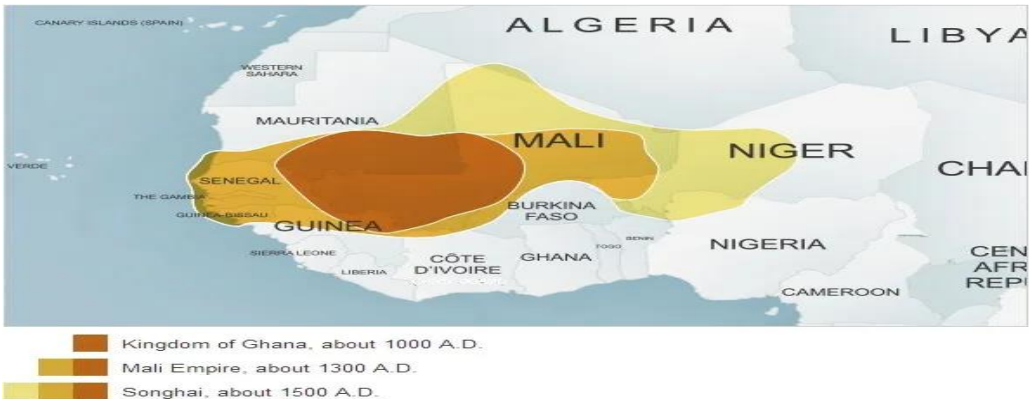 CANARY ISLANDS (SPAIN)
ALGERIA
LIBYA
WESTERN
SAHARA
MAURITANIA
MALI
NIGER
VERDE
SENEGAL
CHA
THE GAMBIA
GUINEA-BISSAU
BURKINA
FASO
GUINEA
SIERRA LEONE
LIBERIA
CÔTE
D'IVOIRE
GHANA
TOGO
BENIN
NIGERIA
CEN
AFR
REP
CAMEROON
Kingdom of Ghana, about 1000 A.D.
Mali Empire, about 1300 A.D.
Songhai, about 1500 A.D.